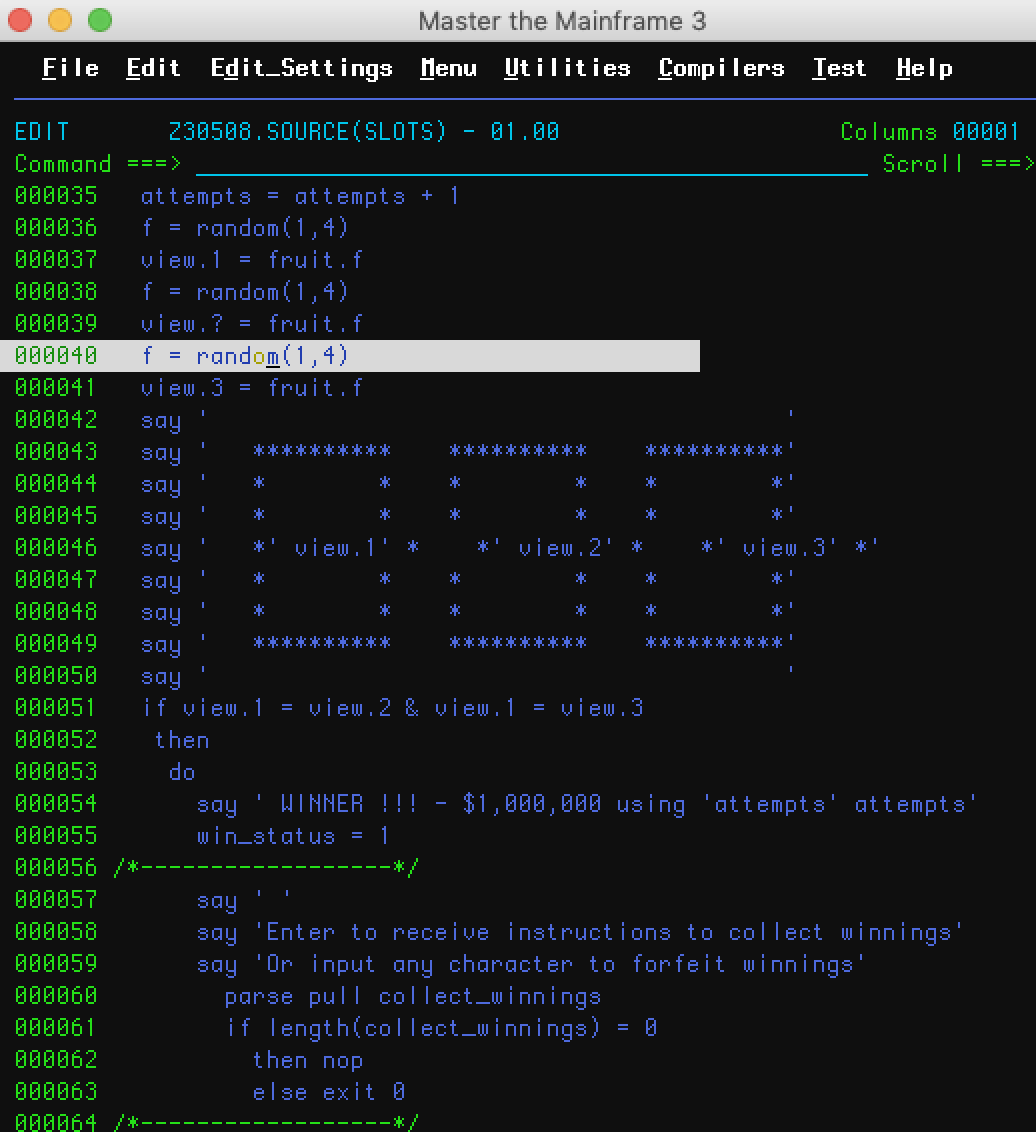 Master the Mainframe 3
File Edit Edit_Settings Menu Utilities Compilers Test Help
EDIT Z30508.SOURCE(SLOTS) - 01.00 Columns 00001
Command ===> Scroll ===>
000035 attempts = attempts + 1
000036 f = random(1,4)
000037 view.1 = fruit.f
000038 f = random(1,4)
000039 view.? = fruit.f
000040 f = random(1,4)
000041 view.3 = fruit.f
000042 say ' '
000043 say ' ********** ********** **********'
000044 say ' * * * * * *'
000045 say ' * * * * * *'
000046 say ' *' view.1' * *' view.2' * *' view.3' *'
000047 say ' * * * * * *'
000048 say ' * * * * * *'
000049 say ' ********** ********** **********'
000050 say ' '
000051 if view.1 = view.2 & view.1 = view.3
000052 then
000053 do
000054 say ' WINNER !!! - $1,000,000 using 'attempts' attempts'
000055 win_status = 1
000056 /*------------------*/
000057 say ' '
000058 say 'Enter to receive instructions to collect winnings'
000059 say 'Or input any character to forfeit winnings'
000060 parse pull collect_winnings
000061 if length(collect_winnings) = 0
000062 then nop
000063 else exit 0
000064 /*------------------*/